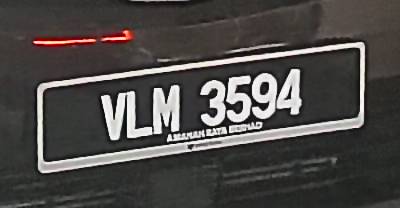 VLM 3594
AMANAH RAYA BERHAD